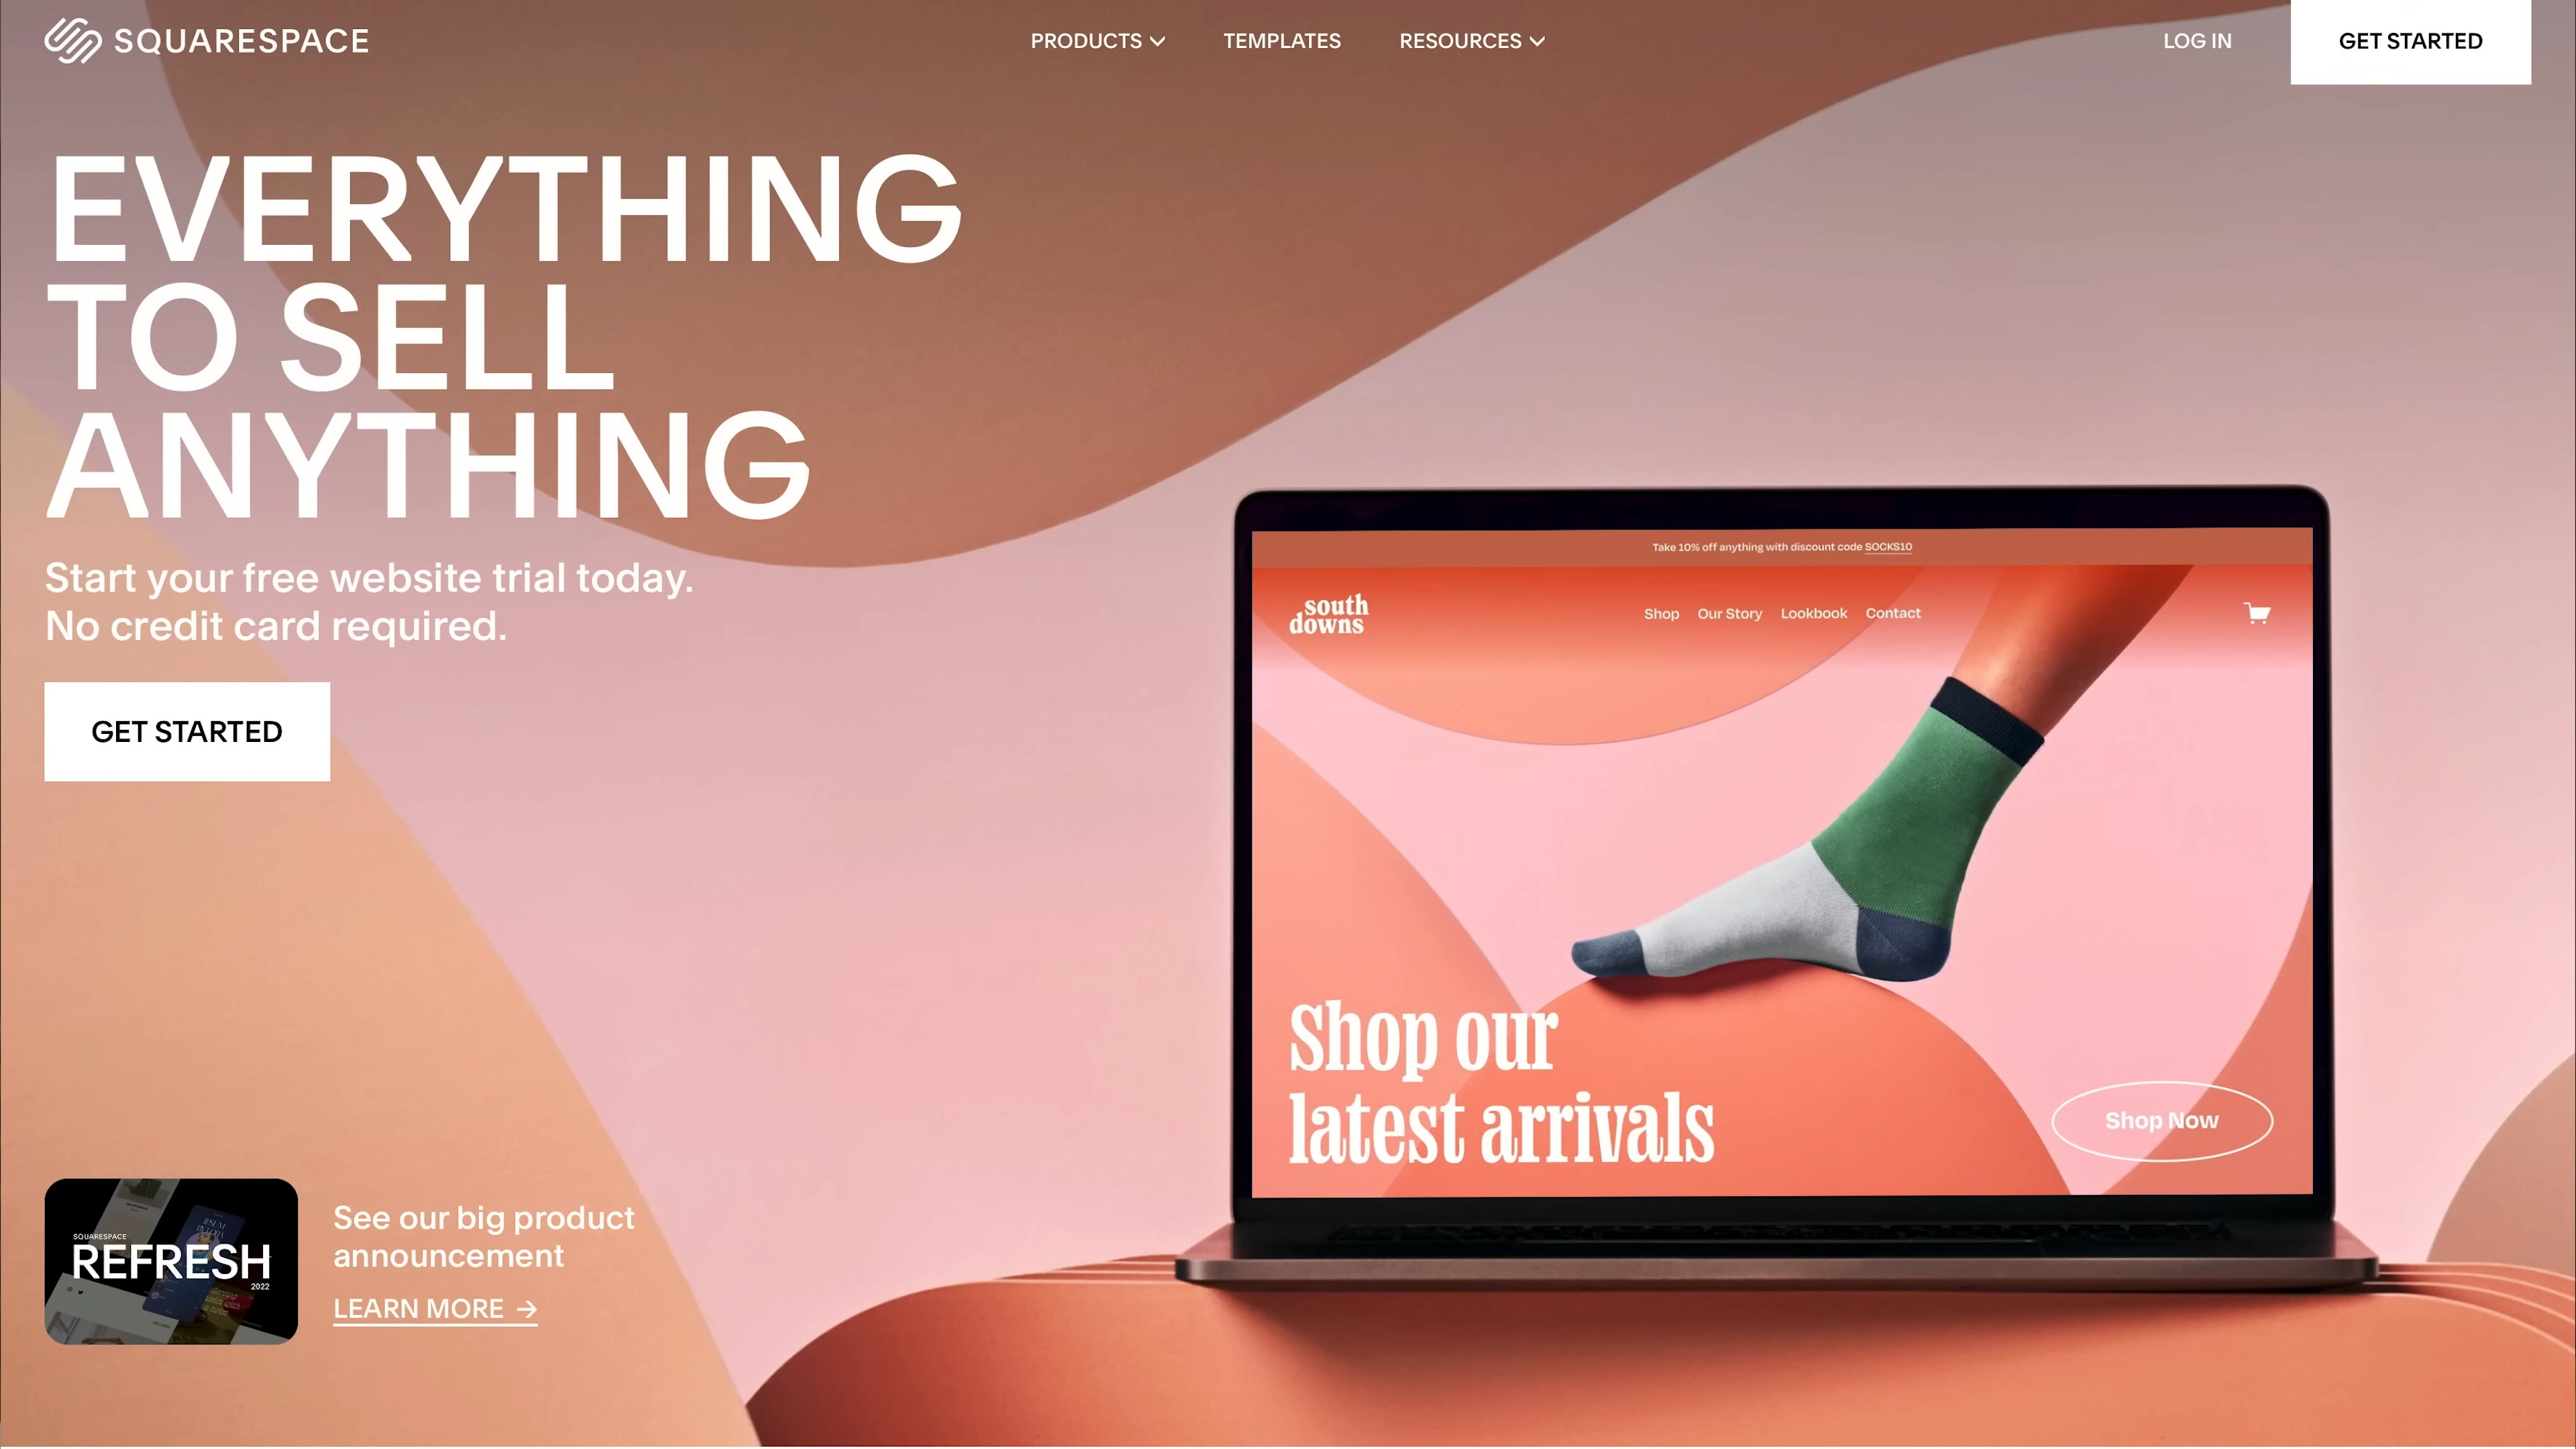 SQUARESPACE
PRODUCTS
TEMPLATES
RESOURCES
LOG IN
GET STARTED
EVERYTHING
TO SELL
ANYTHING
Start your free website trial today.
No credit card required.
GET STARTED
Take 10% off anything with discount code SOCKS10
south
downs
Shop
Our Story
Lookbook
Contact
Shop our
latest arrivals
Shop Now
SQUARESPACE
REFRESH
2022
See our big product
announcement
LEARN MORE →